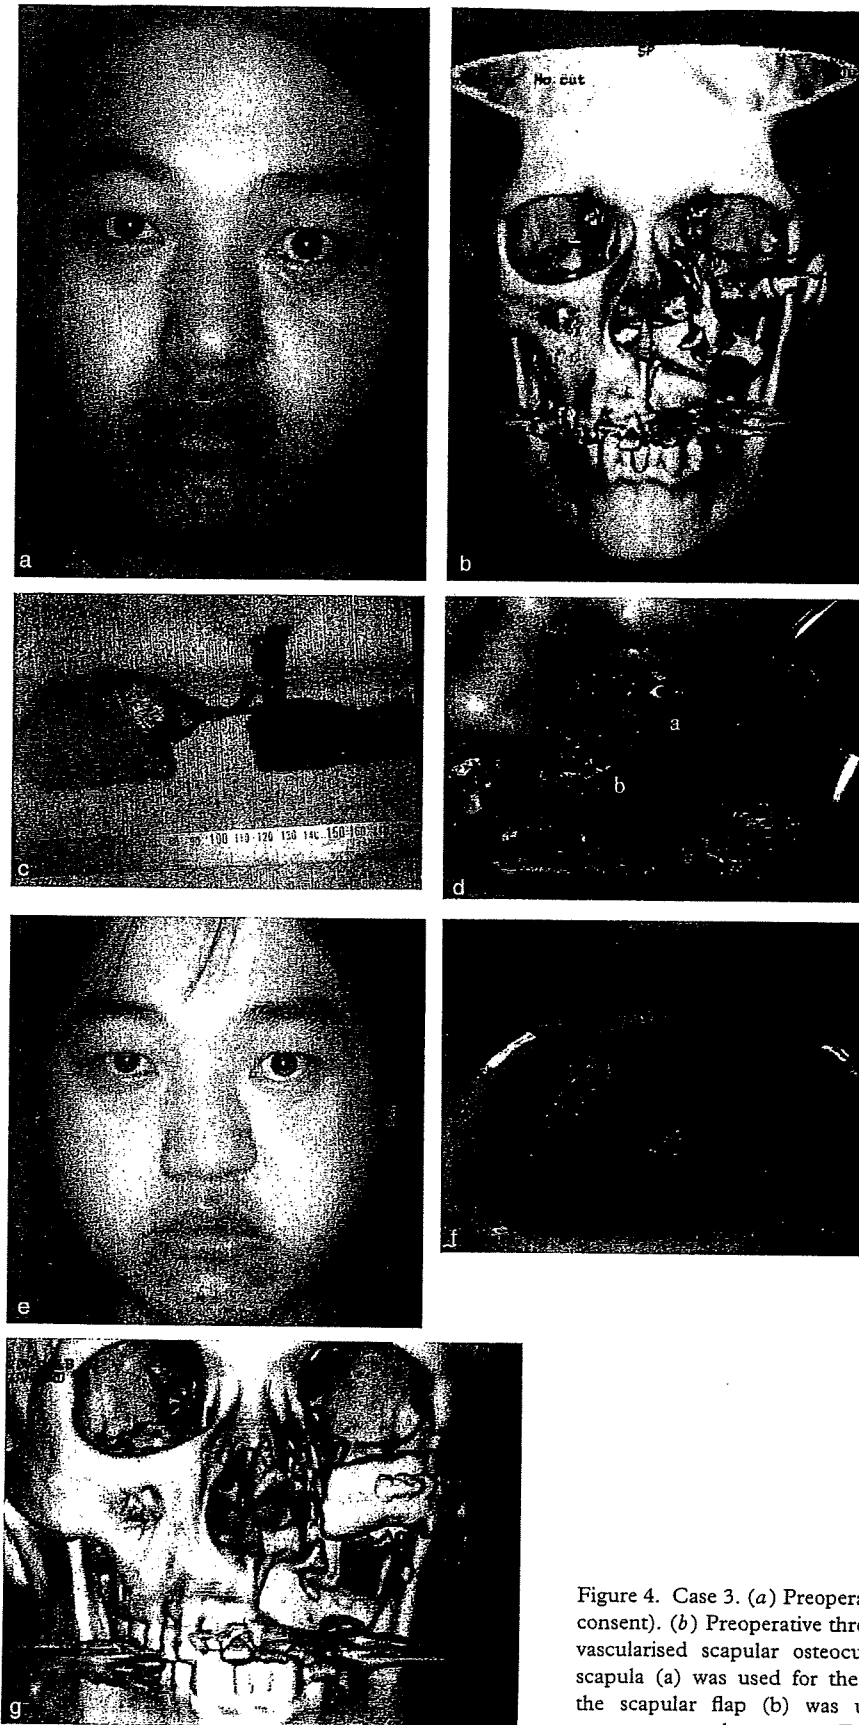 SP
No cut
a
b
100 110 120 130 140 150 160
c
c
a
b
d
e
f
g
Figure 4. Case 3. (a) Preopera
consent). (b) Preoperative thre
vascularised scapular osteocu
scapula (a) was used for the
the scapular flap (b) was u